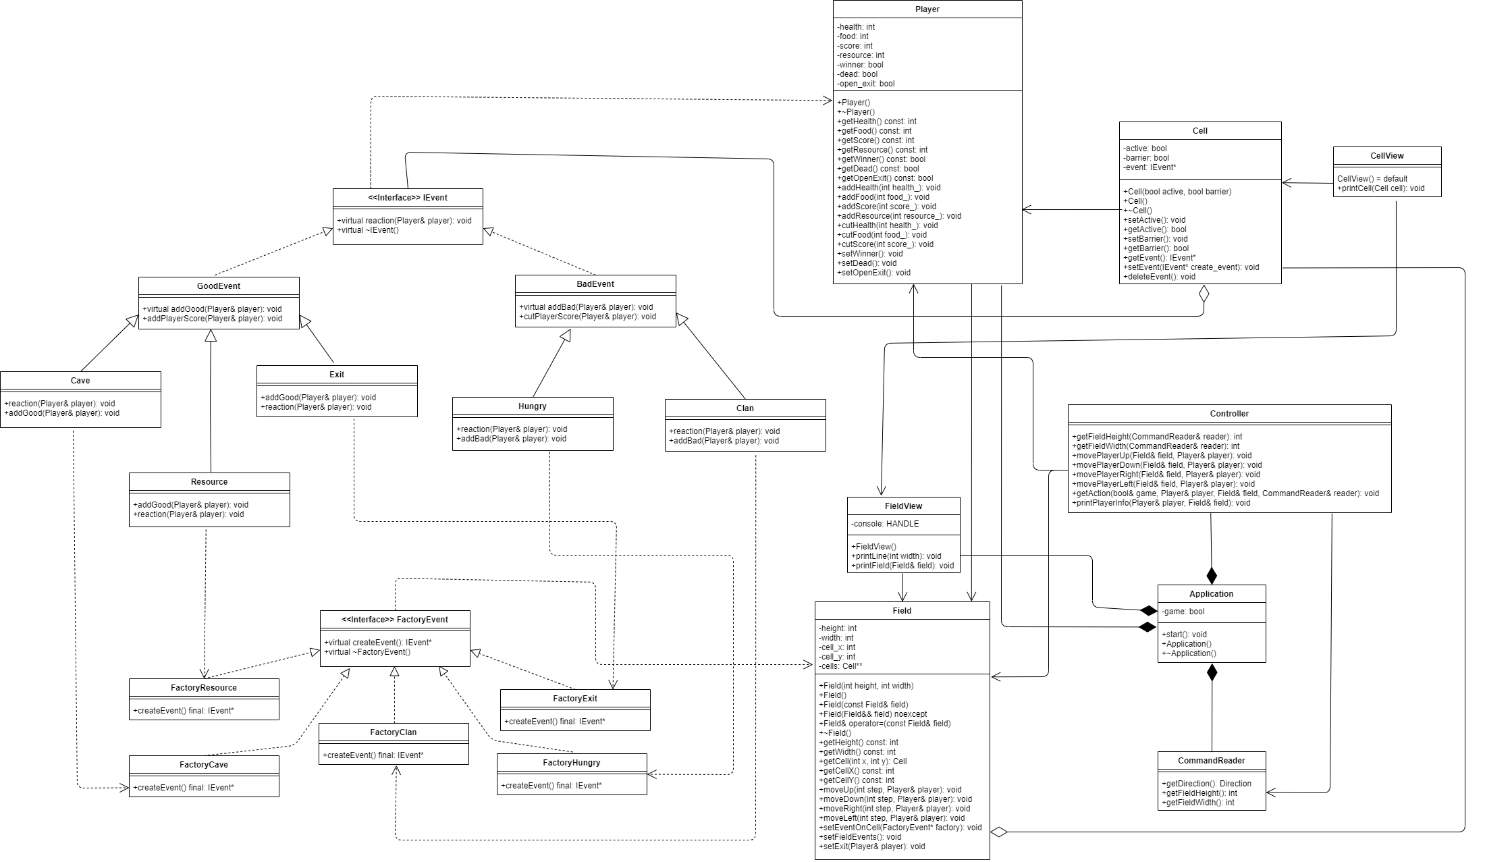 Player
-health: int
-food: int
-score: int
-resource: int
-winner: bool
-dead: bool
-open_exit: bool
+Player()
+~Player()
+getHealth() const: int
+getFood() const: int
+getScore() const: int
+getResource() const: int
+getWinner() const: bool
+getDead() const: bool
+getOpenExit() const: bool
+addHealth(int health_): void
+addFood(int food_): void
+addScore(int score_): void
+addResource(int resource_): void
+cutHealth(int health_): void
+cutFood(int food_): void
+cutScore(int score_): void
+setWinner(): void
+setDead(): void
+setOpenExit(): void
Cell
-active: bool
-barrier: bool
-event: IEvent*
+Cell(bool active, bool barrier)
+Cell()
+~Cell()
+setActive(): void
+getActive(): bool
+setBarrier(): void
+getBarrier(): bool
+getEvent(): IEvent*
+setEvent(IEvent* create_event): void
+deleteEvent(): void
CellView
CellView() = default
+printCell(Cell cell): void
<<Interface>> IEvent
+virtual reaction(Player& player): void
+virtual ~IEvent()
GoodEvent
+virtual addGood(Player& player): void
+addPlayerScore(Player& player): void
BadEvent
+virtual addBad(Player& player): void
+cutPlayerScore(Player& player): void
Cave
+reaction(Player& player): void
+addGood(Player& player): void
Exit
+addGood(Player& player): void
+reaction(Player& player): void
Hungry
+reaction(Player& player): void
+addBad(Player& player): void
Clan
+reaction(Player& player): void
+addBad(Player& player): void
Resource
+addGood(Player& player): void
+reaction(Player& player): void
Controller
+getFieldHeight(CommandReader& reader): int
+getFieldWidth(CommandReader& reader): int
+movePlayerUp(Field& field, Player& player): void
+movePlayerDown(Field& field, Player& player): void
+movePlayerRight(Field& field, Player& player): void
+movePlayerLeft(Field& field, Player& player): void
+getAction(bool& game, Player& player, Field& field, CommandReader& reader): void
+printPlayerInfo(Player& player, Field& field): void
FieldView
-console: HANDLE
+FieldView()
+printLine(int width): void
+printField(Field& field): void
Application
-game: bool
+start(): void
+Application()
+~Application()
<<Interface>> FactoryEvent
+virtual createEvent(): IEvent*
+virtual ~FactoryEvent()
FactoryResource
+createEvent() final: IEvent*
FactoryExit
+createEvent() final: IEvent*
FactoryClan
+createEvent() final: IEvent*
FactoryCave
+createEvent() final: IEvent*
FactoryHungry
+createEvent() final: IEvent*
Field
-height: int
-width: int
-cell_x: int
-cell_y: int
-cells: Cell**
+Field(int height, int width)
+Field()
+Field(const Field& field)
+Field(Field&& field) noexcept
+Field& operator=(const Field& field)
+~Field()
+getHeight() const: int
+getWidth() const: int
+getCell(int x, int y): Cell
+getCellX() const: int
+getCellY() const: int
+moveUp(int step, Player& player): void
+moveDown(int step, Player& player): void
+moveRight(int step, Player& player): void
+moveLeft(int step, Player& player): void
+setEventOnCell(FactoryEvent* factory): void
+setFieldEvents(): void
+setExit(Player& player): void
CommandReader
+getDirection(): Direction
+getFieldHeight(): int
+getFieldWidth(): int